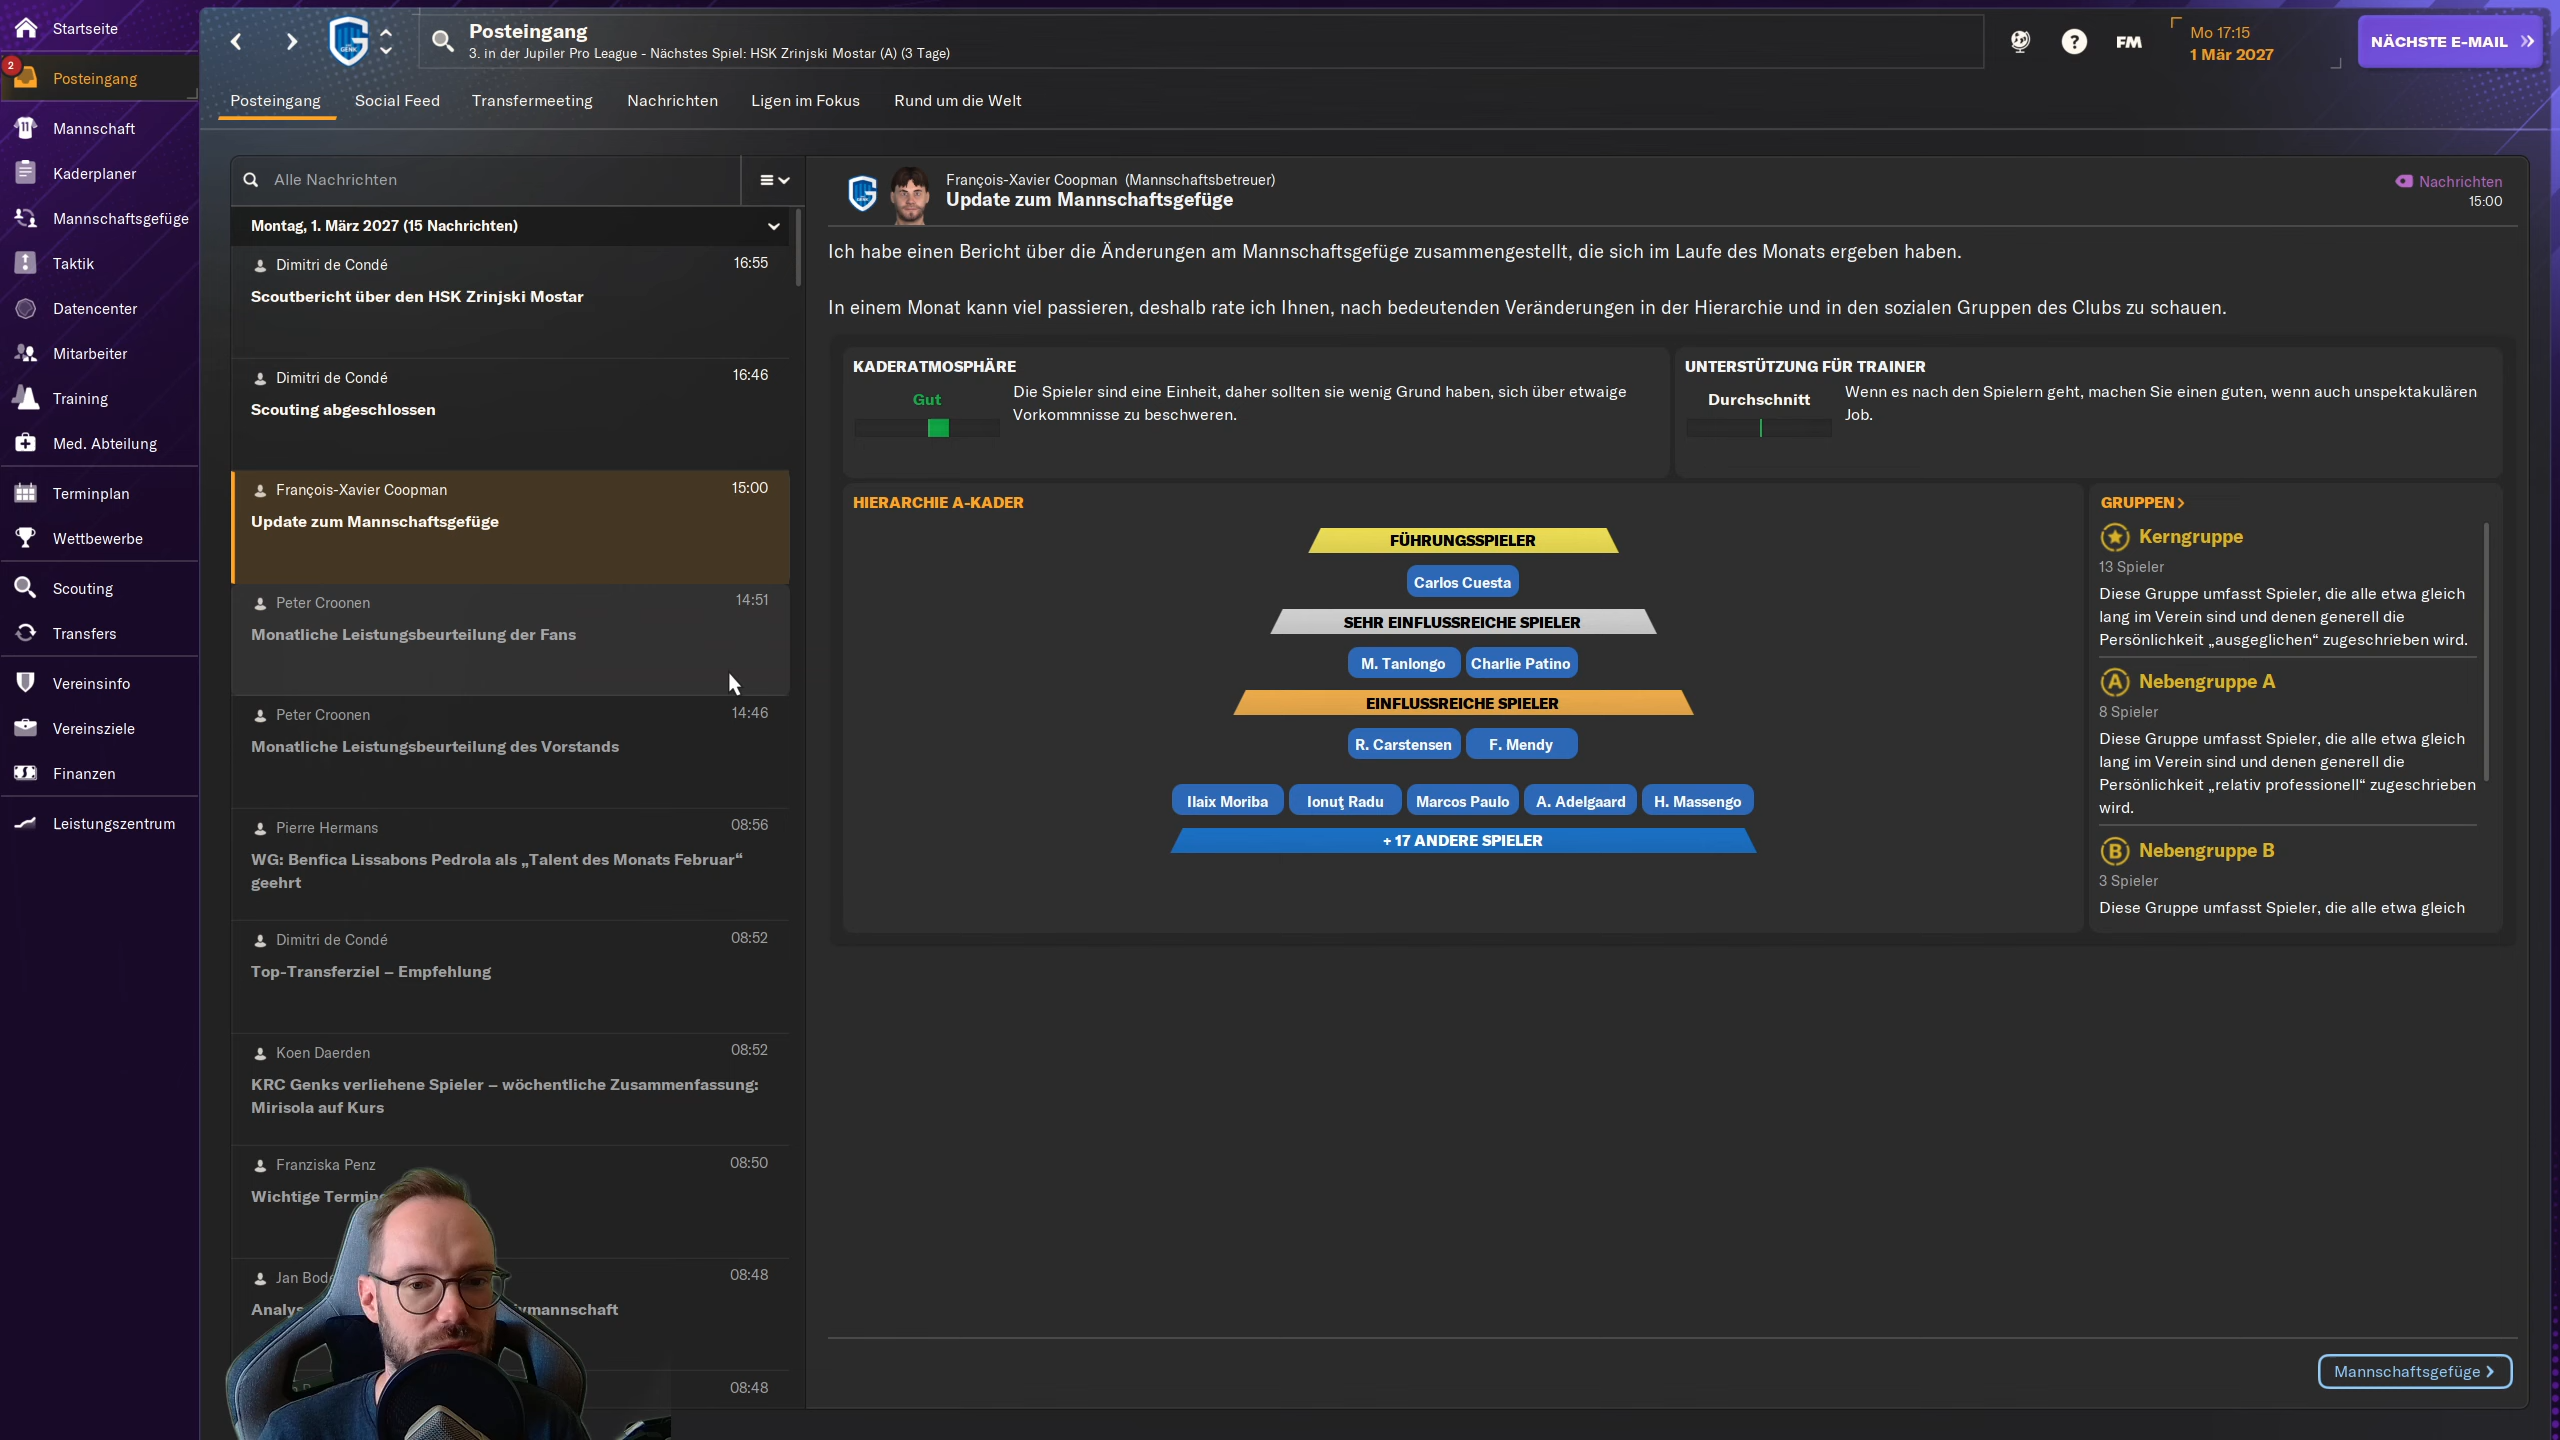 Startseite
2
Posteingang
Mannschaft
Kaderplaner
Mannschaftsgefüge
Taktik
Datencenter
Mitarbeiter
Training
Med. Abteilung
Terminplan
Wettbewerbe
Scouting
Transfers
Vereinsinfo
Vereinsziele
Finanzen
Leistungszentrum
GENK
Posteingang
3. in der Jupiler Pro League - Nächstes Spiel: HSK Zrinjski Mostar (A) (3 Tage)
?
FM
Mo 17:15
1 Mär 2027
NÄCHSTE E-MAIL
Posteingang
Social Feed
Transfermeeting
Nachrichten
Ligen im Fokus
Rund um die Welt
Alle Nachrichten
Montag, 1. März 2027 (15 Nachrichten)
Dimitri de Condé 16:55
Scoutbericht über den HSK Zrinjski Mostar
Dimitri de Condé 16:46
Scouting abgeschlossen
François-Xavier Coopman 15:00
Update zum Mannschaftsgefüge
Peter Croonen 14:51
Monatliche Leistungsbeurteilung der Fans
Peter Croonen 14:46
Monatliche Leistungsbeurteilung des Vorstands
Pierre Hermans 08:56
WG: Benfica Lissabons Pedrola als „Talent des Monats Februar“
geehrt
Dimitri de Condé 08:52
Top-Transferziel – Empfehlung
Koen Daerden 08:52
KRC Genks verliehene Spieler – wöchentliche Zusammenfassung:
Mirisola auf Kurs
Franziska Penz 08:50
Wichtige
Jan 08:48
08:48
François-Xavier Coopman (Mannschaftsbetreuer)
Update zum Mannschaftsgefüge
Nachrichten
15:00
Ich habe einen Bericht über die Änderungen am Mannschaftsgefüge zusammengestellt, die sich im Laufe des Monats ergeben haben.
In einem Monat kann viel passieren, deshalb rate ich Ihnen, nach bedeutenden Veränderungen in der Hierarchie und in den sozialen Gruppen des Clubs zu schauen.
KADERATMOSPHÄRE
Gut
Die Spieler sind eine Einheit, daher sollten sie wenig Grund haben, sich über etwaige
Vorkommnisse zu beschweren.
UNTERSTÜTZUNG FÜR TRAINER
Durchschnitt
Wenn es nach den Spielern geht, machen Sie einen guten, wenn auch unspektakulären
Job.
HIERARCHIE A-KADER
FÜHRUNGSSPIELER
Carlos Cuesta
SEHR EINFLUSSREICHE SPIELER
M. Tanlongo Charlie Patino
EINFLUSSREICHE SPIELER
R. Carstensen F. Mendy
Ilaix Moriba Ionuţ Radu Marcos Paulo A. Adelgaard H. Massengo
+ 17 ANDERE SPIELER
GRUPPEN >
Kerngruppe
13 Spieler
Diese Gruppe umfasst Spieler, die alle etwa gleich
lang im Verein sind und denen generell die
Persönlichkeit „ausgeglichen“ zugeschrieben wird.
A Nebengruppe A
8 Spieler
Diese Gruppe umfasst Spieler, die alle etwa gleich
lang im Verein sind und denen generell die
Persönlichkeit „relativ professionell“ zugeschrieben
wird.
B Nebengruppe B
3 Spieler
Diese Gruppe umfasst Spieler, die alle etwa gleich
Mannschaftsgefüge >